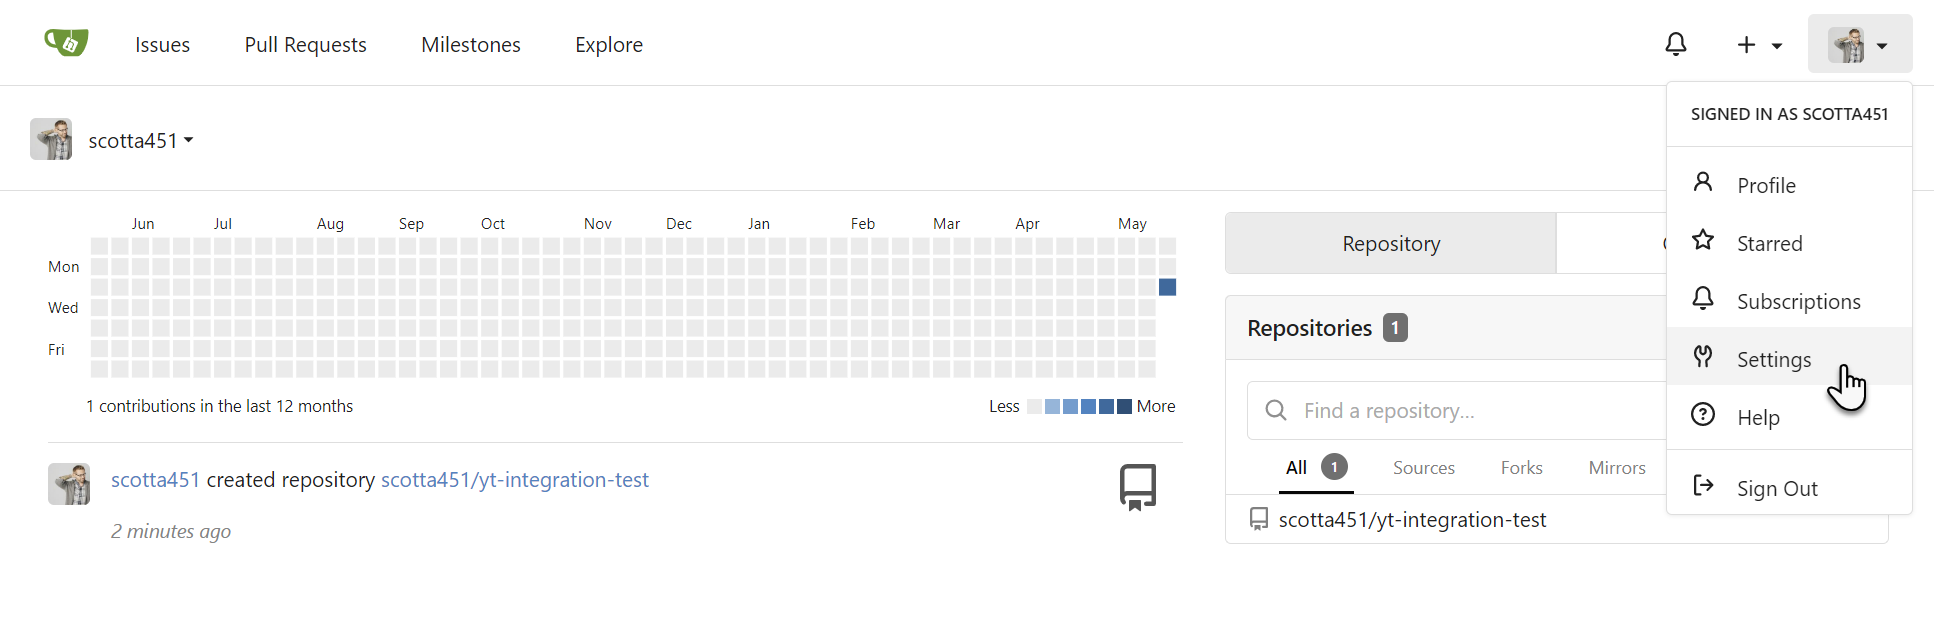 Issues Pull Requests Milestones Explore
SIGNED IN AS SCOTTA451
scotta451
Profile
Starred
Subscriptions
Settings
Help
Sign Out
Jun Jul Aug Sep Oct Nov Dec Jan Feb Mar Apr May
Mon
Wed
Fri
1 contributions in the last 12 months
Less More
scotta451 created repository scotta451/yt-integration-test
2 minutes ago
Repository
Repositories 1
Find a repository...
All 1 Sources Forks Mirrors
scotta451/yt-integration-test